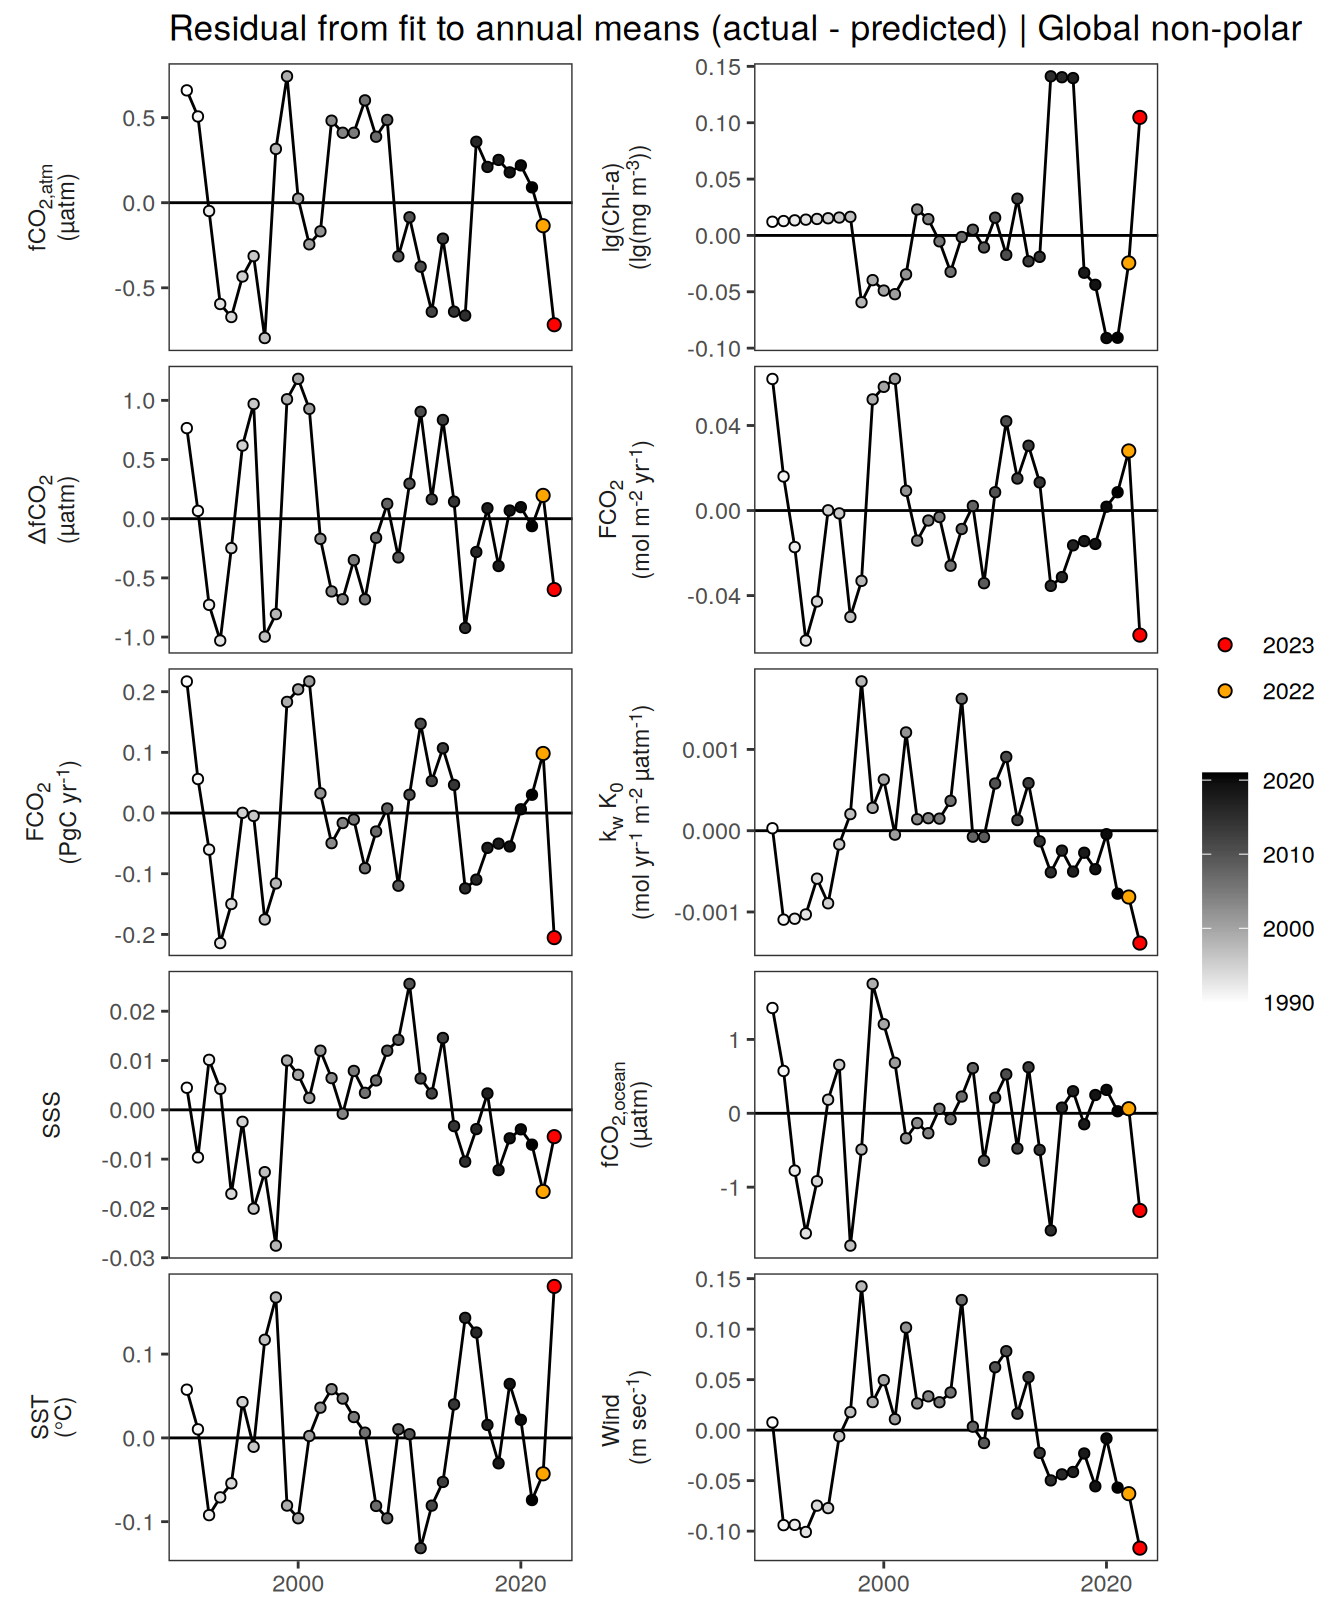 Residual from fit to annual means (actual - predicted) | Global non-polar
fCO2,atm
(µatm)
0.5
0.0
-0.5
lg(Chl-a)
(lg(mg m-3))
0.15
0.10
0.05
0.00
-0.05
-0.10
ΔfCO2
(µatm)
1.0
0.5
0.0
-0.5
-1.0
FCO2
(mol m-2 yr-1)
0.04
0.00
-0.04
FCO2
(PgC yr-1)
0.2
0.1
0.0
-0.1
-0.2
kw K0
(mol yr-1 m-2 µatm-1)
0.001
0.000
-0.001
SSS
0.02
0.01
0.00
-0.01
-0.02
-0.03
fCO2,ocean
(µatm)
1
0
-1
SST
(°C)
0.1
0.0
-0.1
2000
2020
Wind
(m sec-1)
0.15
0.10
0.05
0.00
-0.05
-0.10
2000
2020
2023
2022
2020
2010
2000
1990